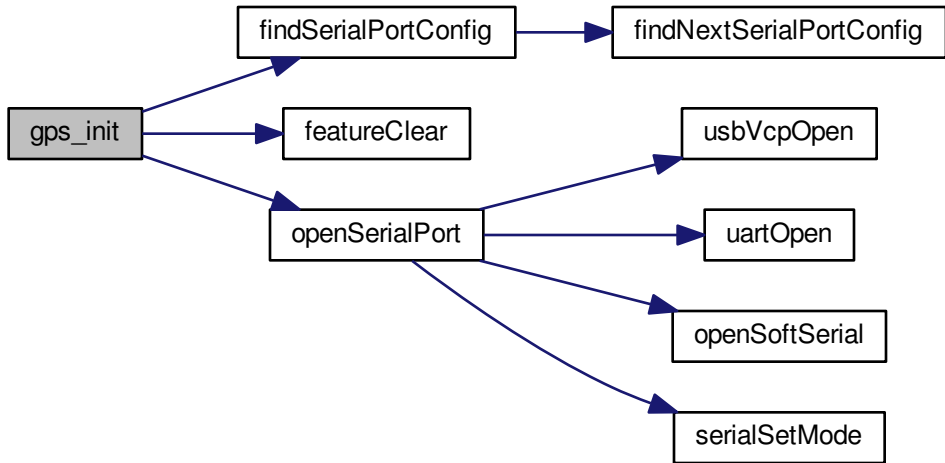 findSerialPortConfig
findNextSerialPortConfig
gps_init
featureClear
usbVcpOpen
openSerialPort
uartOpen
openSoftSerial
serialSetMode